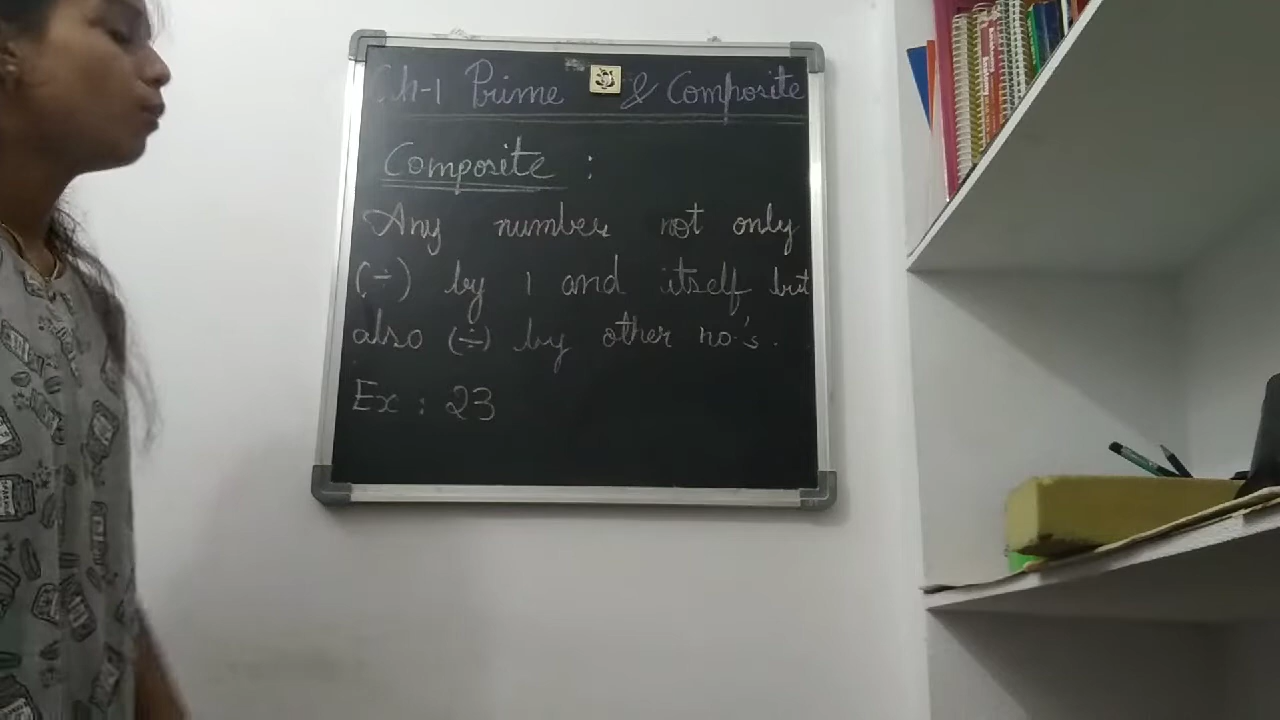 Ch-1 Prime & Composite
Composite :
Any number not only
(÷) by 1 and itself but
also (÷) by other no's.
Ex : 23